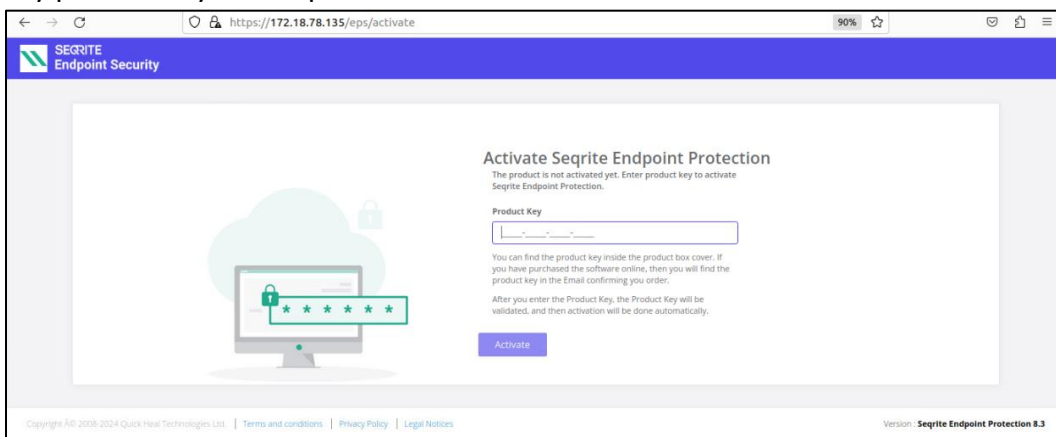 https://172.18.78.135/eps/activate
90%
SEQRITE
Endpoint Security
Activate Seqrite Endpoint Protection
The product is not activated yet. Enter product key to activate
Seqrite Endpoint Protection.
Product Key
____-____-____-____
You can find the product key inside the product box cover. If
you have purchased the software online, then you will find the
product key in the Email confirming you order.
After you enter the Product Key, the Product Key will be
validated, and then activation will be done automatically.
* * * * * *
Activate
Copyright Â© 2008-2024 Quick Heal Technologies Ltd. | Terms and conditions | Privacy Policy | Legal Notices
Version : Seqrite Endpoint Protection 8.3